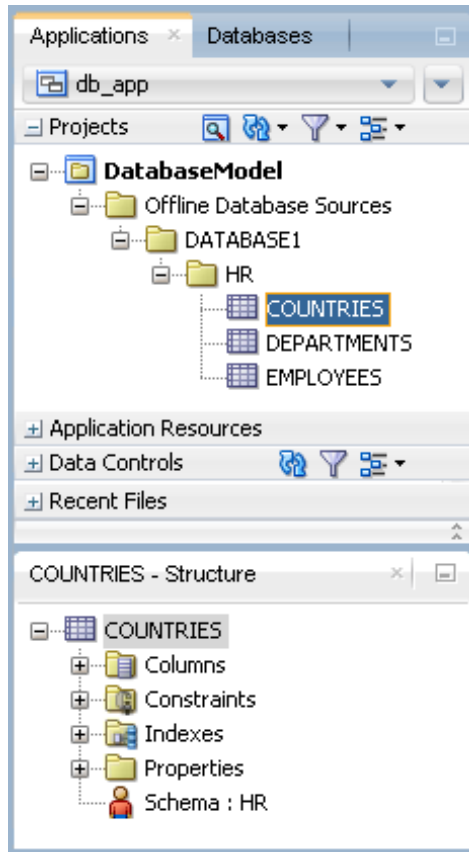 Applications Databases
db_app
Projects
DatabaseModel
Offline Database Sources
DATABASE1
HR
COUNTRIES
DEPARTMENTS
EMPLOYEES
Application Resources
Data Controls
Recent Files
COUNTRIES - Structure
COUNTRIES
Columns
Constraints
Indexes
Properties
Schema : HR